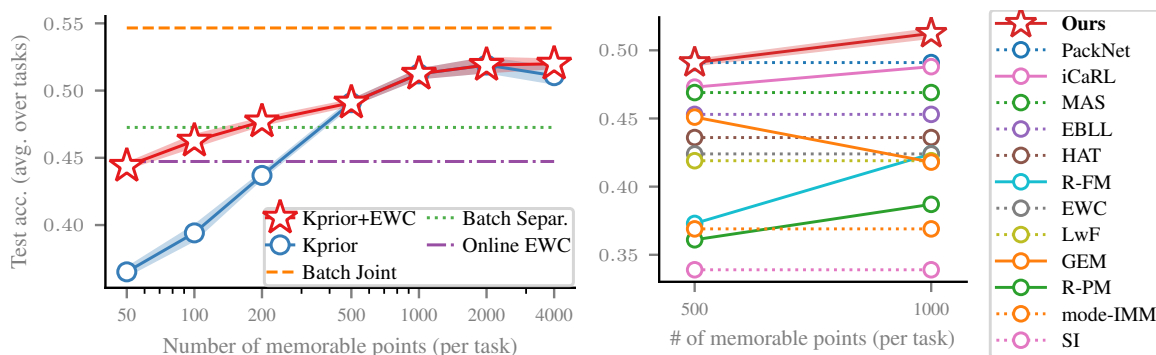 Test acc. (avg. over tasks)
0.55
0.50
0.45
0.40
Kprior+EWC
Kprior
Batch Joint
Batch Separ.
Online EWC
50
100
200
500
1000
2000
4000
Number of memorable points (per task)
0.50
0.45
0.40
0.35
500
1000
# of memorable points (per task)
Ours
PackNet
iCaRL
MAS
EBLL
HAT
R-FM
EWC
LwF
GEM
R-PM
mode-IMM
SI